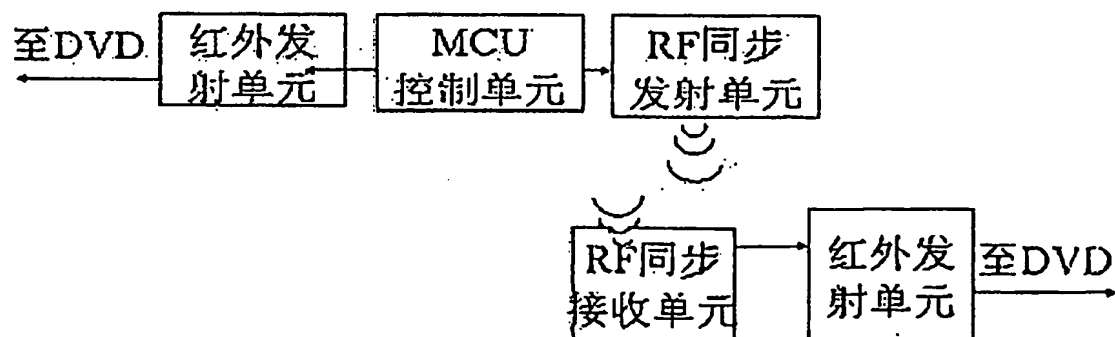 至DVD
红外发
射单元
MCU
控制单元
RF同步
发射单元
RF同步
接收单元
红外发
射单元
至DVD